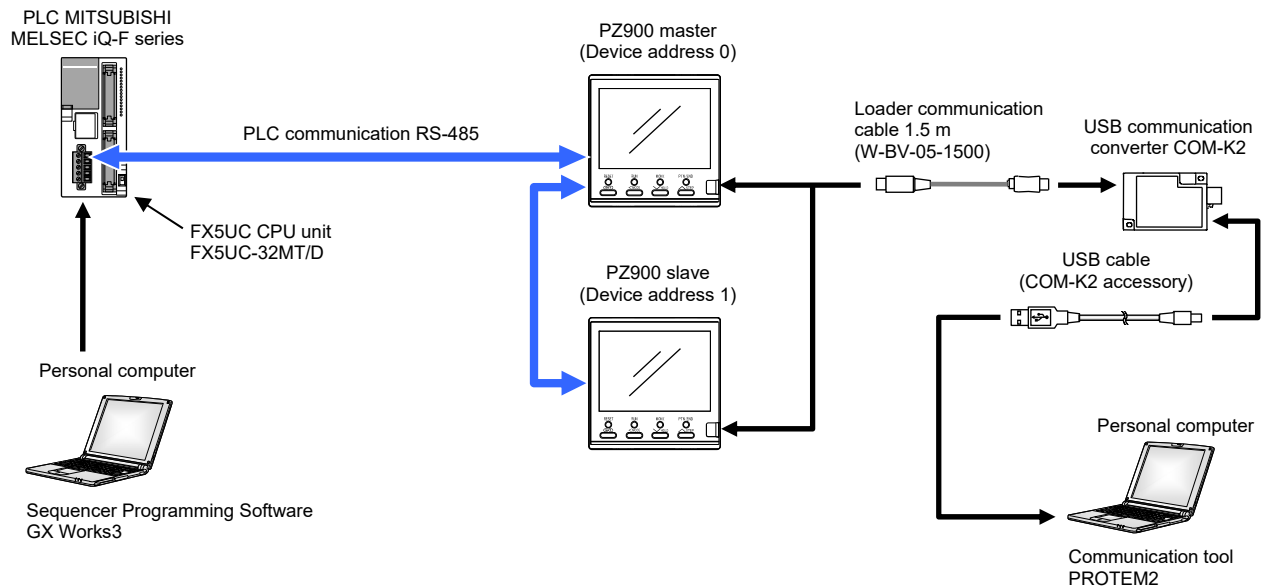 PLC MITSUBISHI
MELSEC iQ-F series
PZ900 master
(Device address 0)
PLC communication RS-485
Loader communication
cable 1.5 m
(W-BV-05-1500)
USB communication
converter COM-K2
FX5UC CPU unit
FX5UC-32MT/D
PZ900 slave
(Device address 1)
USB cable
(COM-K2 accessory)
Personal computer
Sequencer Programming Software
GX Works3
Personal computer
Communication tool
PROTEM2